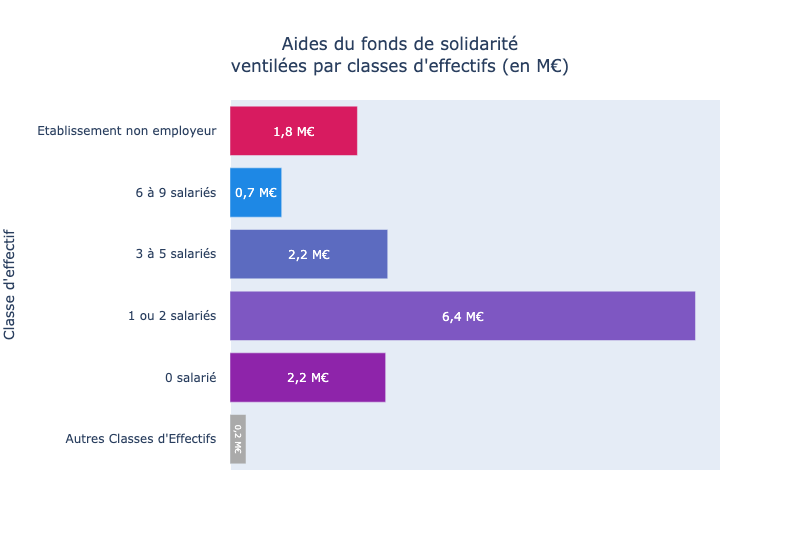 Aides du fonds de solidarité
ventilées par classes d'effectifs (en M€)
Classe d'effectif
Etablissement non employeur
1,8 M€
6 à 9 salariés
0,7 M€
3 à 5 salariés
2,2 M€
1 ou 2 salariés
6,4 M€
0 salarié
2,2 M€
Autres Classes d'Effectifs
0,2 M€